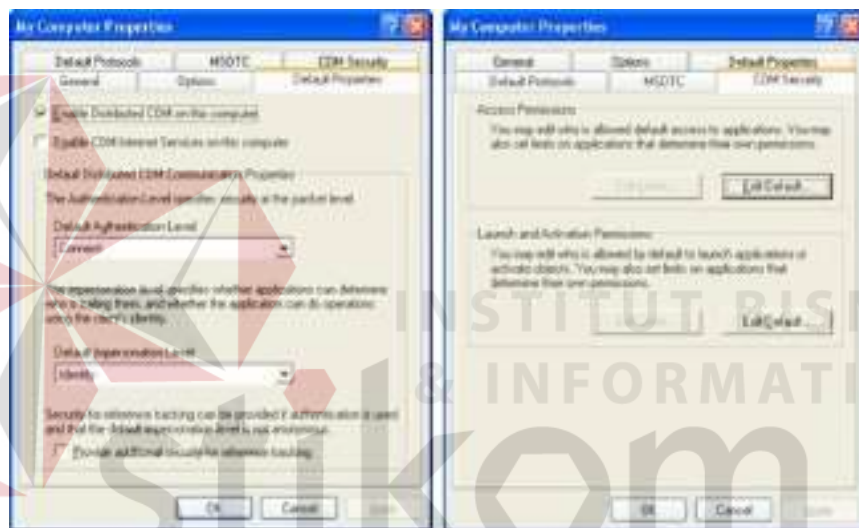 My Computer Properties
Default Protocols MSDTC COM Security
General Options Default Properties
Enable Distributed COM on this computer
Enable COM Internet Services on this computer
Default Distributed COM Communication Properties
The Authentication Level specifies security at the packet level.
Default Authentication Level
Connect
The impersonation level specifies whether applications can determine
who is calling them, and whether the application can do operations
using the client's identity.
Default Impersonation Level
Identify
Security for reference tracking can be provided if authentication is used
and that the default impersonation level is not anonymous.
Provide additional security for reference tracking
OK Cancel Apply
My Computer Properties
General Options Default Properties
Default Protocols MSDTC COM Security
Access Permissions
You may edit who is allowed default access to applications. You may
also set limits on applications that determine their own permissions.
Edit Default...
Launch and Activation Permissions
You may edit who is allowed by default to launch applications or
activate objects. You may also set limits on applications that
determine their own permissions.
Edit Default...
OK Cancel
INSTITUT BISI
& INFORMATI
stikom